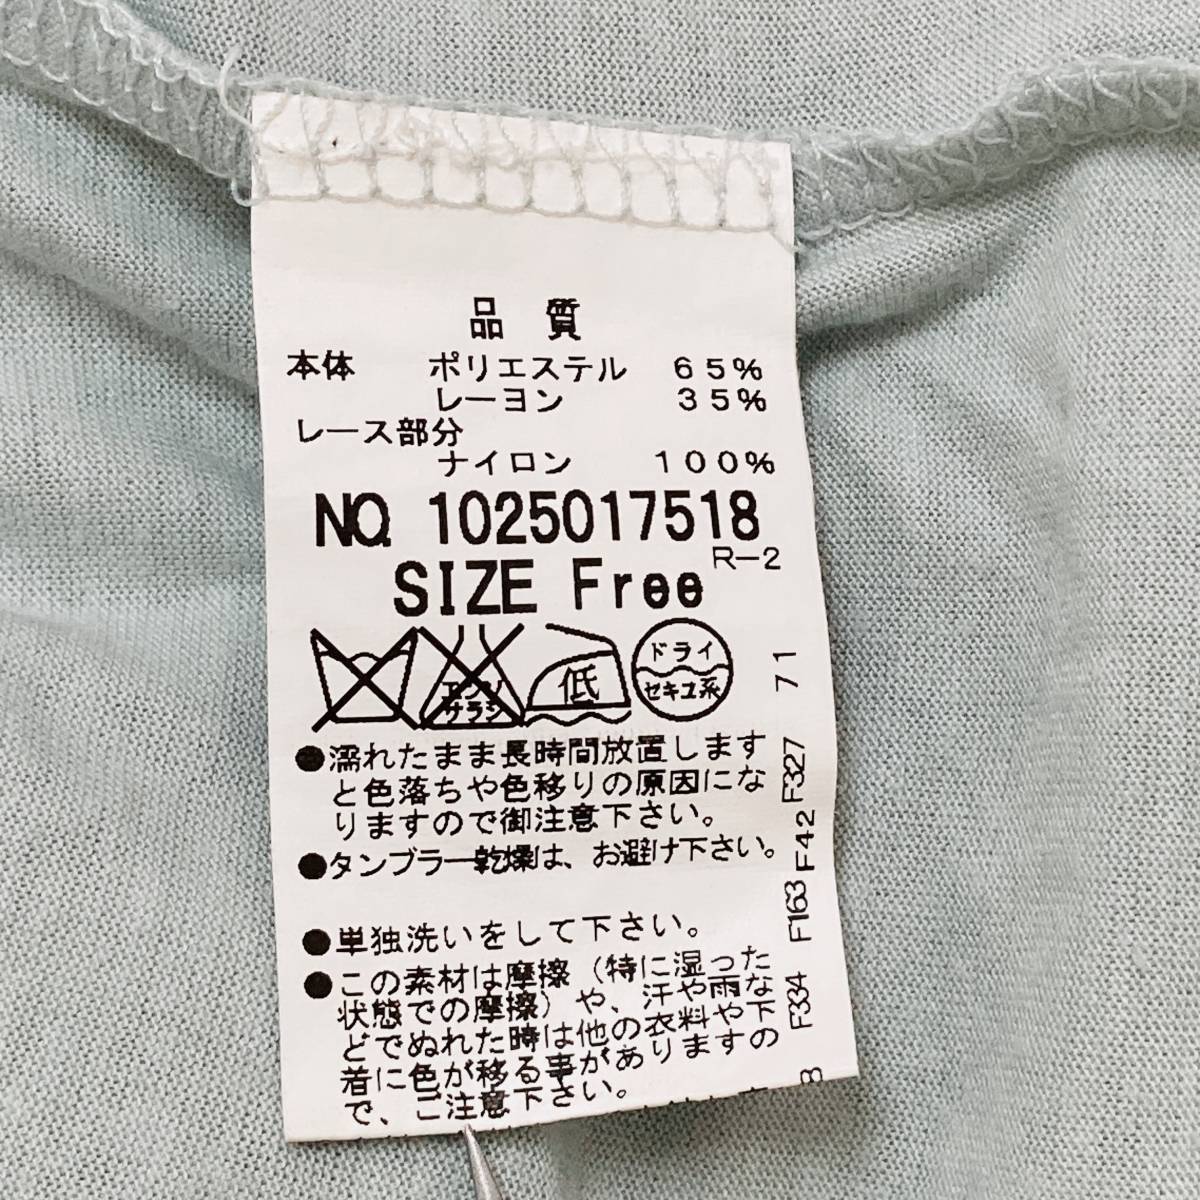 品質
本体 ポリエステル 65%
レーヨン 35%
レース部分
ナイロン 100%
NO. 1025017518
R-2
SIZE Free
エンソ
サラシ
低
ドライ
セキユ系
●濡れたまま長時間放置します
と色落ちや色移りの原因にな
りますので御注意下さい。
●タンブラー乾燥は、お避け下さい。
●単独洗いをして下さい。
●この素材は摩擦(特に湿った
状態での摩擦)や、汗や雨な
どでぬれた時は他の衣料や下
着に色が移る事がありますの
で、ご注意下さい。
F334 F163 F42 F327 71